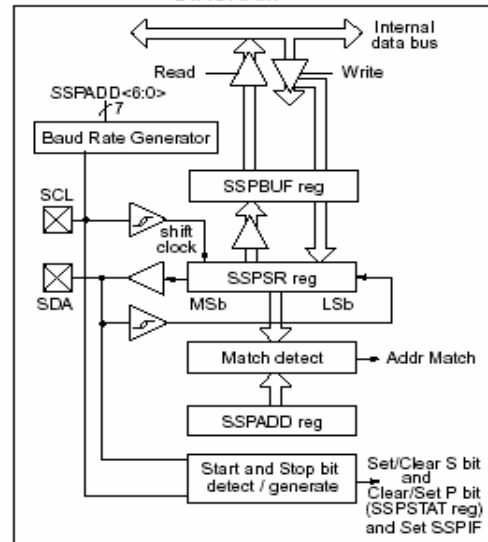 Internal
data bus
Read
Write
SSPADD<6:0>
7
Baud Rate Generator
SSPBUF reg
SCL
shift
clock
SSPSR reg
SDA
MSb
LSb
Match detect
Addr Match
SSPADD reg
Start and Stop bit
detect / generate
Set/Clear S bit
and
Clear/Set P bit
(SSPSTAT reg)
and Set SSPIF